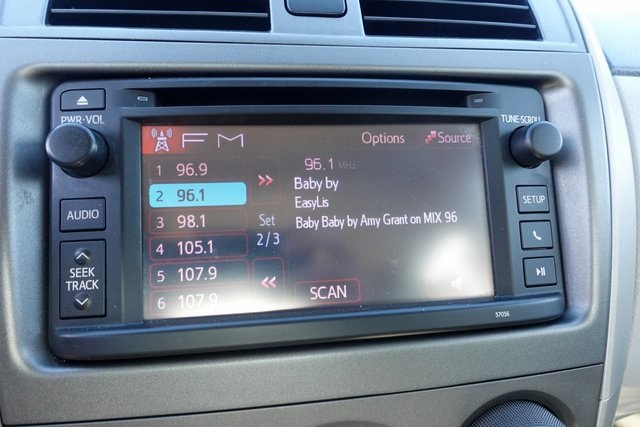 PWR·VOL
AUDIO
SEEK
TRACK
FM
Options
Source
1 96.9
2 96.1
3 98.1
4 105.1
5 107.9
6 107.9
Set
2/3
96.1 MHz
Baby by
EasyLis
Baby Baby by Amy Grant on MIX 96
SCAN
TUNE·SCROLL
SETUP
57056